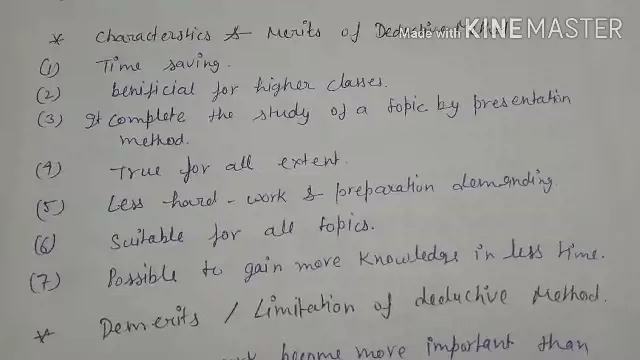 * Characterstics & Merits of Deductive Method
Made with KINEMASTER
(1) Time saving.
(2) benificial for higher classes.
(3) It complete the study of a topic by presentation
method.
(4) True for all extent.
(5) Less hard-work & preparation demanding
(6) Suitable for all topics.
(7) Possible to gain more knowledge in less time.
* Demerits / Limitation of deductive Method.
become more important than